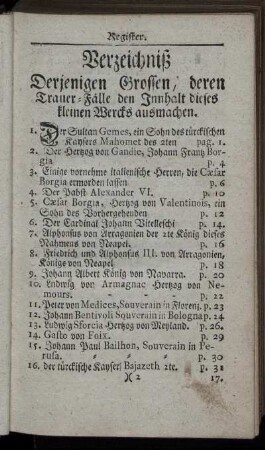 Register.
Verzeichniß
Derjenigen Grossen, deren
Trauer-Fälle den Innhalt dieses
kleinen Wercks ausmachen.
1. Der Sultan Gemes, ein Sohn des türckischen
Kaysers Mahomet des 2ten pag. 1.
2. Der Hertzog von Gandie, Johann Frantz Bor-
gia p. 4
3. Einige vornehme italienische Herren, die Cæsar
Borgia ermorden lassen p. 6
4. Der Pabst Alexander VI. p. 10
5. Cæsar Borgia, Hertzog von Valentinois, ein
Sohn des Vorhergehenden p. 12
6. Der Cardinal Johann Vitelleschi p. 14
7. Alphonsus von Arragonien der 2te König dieses
Nahmens von Neapel. p. 16
8. Friedrich und Alphonsus III. von Arragonien,
Könige von Neapel p. 18
9. Johann Albert König von Navarra. p. 20
10. Ludwig von Armagnac Hertzog von Ne-
mours. p. 22
11. Peter von Medices, Souverain in Florenz p. 23
12. Johann Bentivoli Souverain in Bologna p. 24
13. Ludwig Sforcia Hertzog von Meyland. p. 26.
14. Gasto von Foix. p. 29
15. Johann Paul Bailhon, Souverain in Pe-
rusa. p. 30
16. der türckische Kayser Bajazeth 2te. p. 31
)( 2 17.